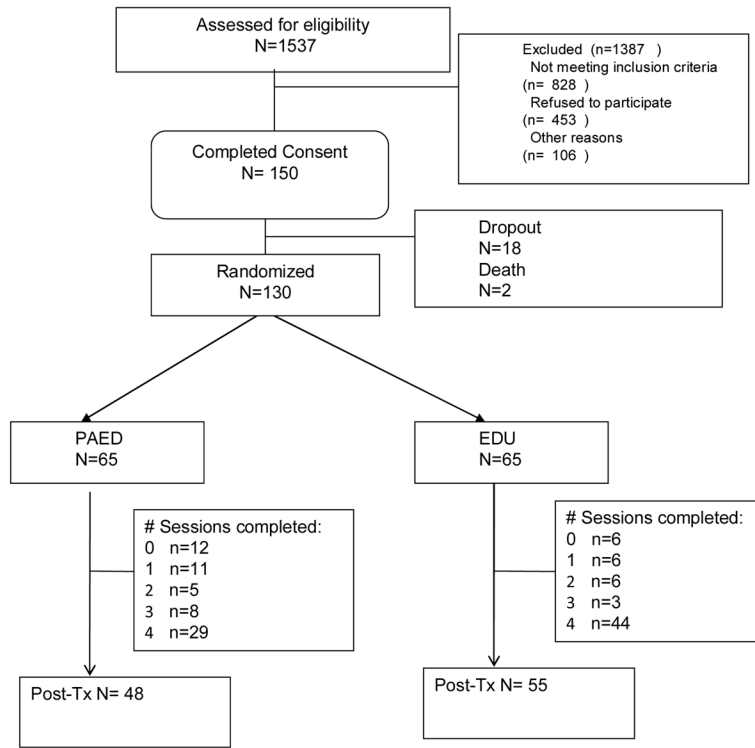 Assessed for eligibility
N=1537
Excluded (n=1387 )
Not meeting inclusion criteria
(n= 828 )
Refused to participate
(n= 453 )
Other reasons
(n= 106 )
Completed Consent
N= 150
Dropout
N=18
Death
N=2
Randomized
N=130
PAED
N=65
EDU
N=65
# Sessions completed:
0 n=12
1 n=11
2 n=5
3 n=8
4 n=29
# Sessions completed:
0 n=6
1 n=6
2 n=6
3 n=3
4 n=44
Post-Tx N= 48
Post-Tx N= 55